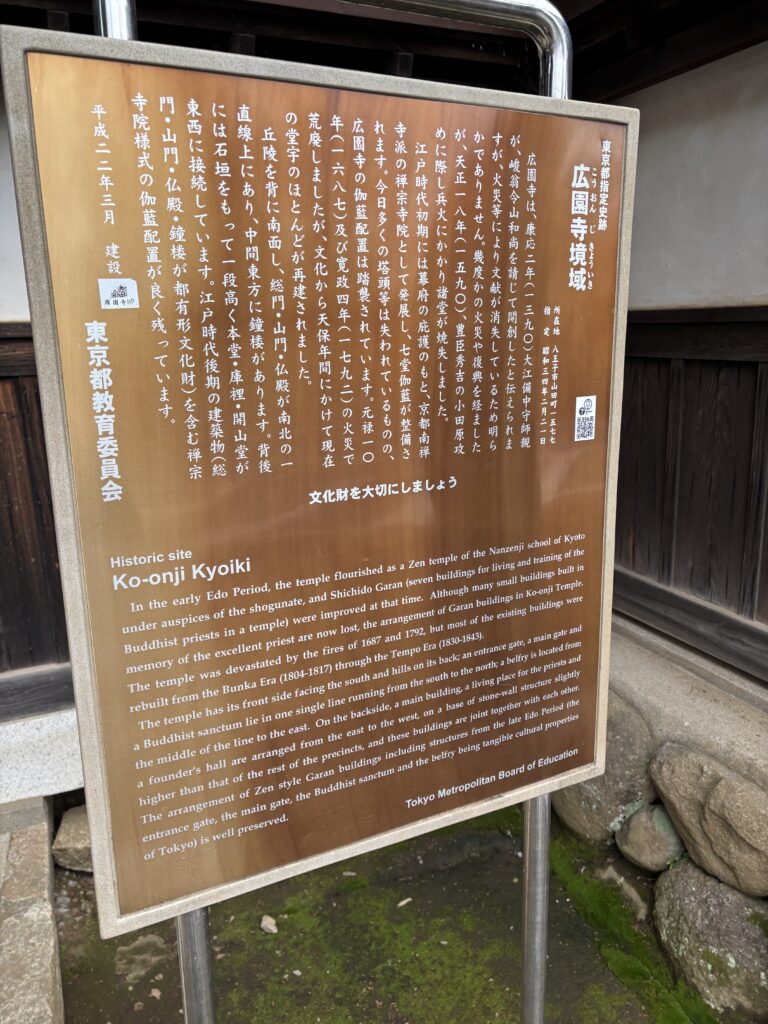 東京都指定史跡
こうおんじきょういき
広園寺境域
所在地 八王子市山田町一五七七
指定 昭和三四年二月二一日
広園寺は、康応二年(一三九〇)大江備中守師親
が、峻翁令山和尚を請じて開創したと伝えられま
すが、火災等により文献が消失しているため明ら
かでありません。幾度かの火災や復興を経ました
が、天正一八年(一五九〇)、豊臣秀吉の小田原攻
めに際し兵火にかかり諸堂が焼失しました。
江戸時代初期には幕府の庇護のもと、京都南禅
寺派の禅宗寺院として発展し、七堂伽藍が整備さ
れます。今日多くの塔頭等は失われているものの、
広園寺の伽藍配置は踏襲されています。元禄一〇
年(一六八七)及び寛政四年(一七九二)の火災で
荒廃しましたが、文化から天保年間にかけて現在
の堂宇のほとんどが再建されました。
丘陵を背に南面し、総門・山門・仏殿が南北の一
直線上にあり、中間東方に鐘楼があります。背後
には石垣をもって一段高く本堂・庫裡・開山堂が
東西に接続しています。江戸時代後期の建築物(総
門・山門・仏殿・鐘楼が都有形文化財)を含む禅宗
寺院様式の伽藍配置が良く残っています。
平成二二年三月 建設
廣園寺HP
東京都教育委員会
文化財を大切にしましょう
Historic site
Ko-onji Kyoiki
In the early Edo Period, the temple flourished as a Zen temple of the Nanzenji school of Kyoto
under auspices of the shogunate, and Shichido Garan (seven buildings for living and training of the
Buddhist priests in a temple) were improved at that time. Although many small buildings built in
memory of the excellent priest are now lost, the arrangement of Garan buildings in Ko-onji Temple.
The temple was devastated by the fires of 1687 and 1792, but most of the existing buildings were
rebuilt from the Bunka Era (1804-1817) through the Tempo Era (1830-1843).
The temple has its front side facing the south and hills on its back; an entrance gate, a main gate and
a Buddhist sanctum lie in one single line running from the south to the north; a belfry is located from
the middle of the line to the east. On the backside, a main building, a living place for the priests and
a founder's hall are arranged from the east to the west, on a base of stone-wall structure slightly
higher than that of the rest of the precincts, and these buildings are joint together with each other.
The arrangement of Zen style Garan buildings including structures from the late Edo Period (the
entrance gate, the main gate, the Buddhist sanctum and the belfry being tangible cultural properties
of Tokyo) is well preserved.
Tokyo Metropolitan Board of Education